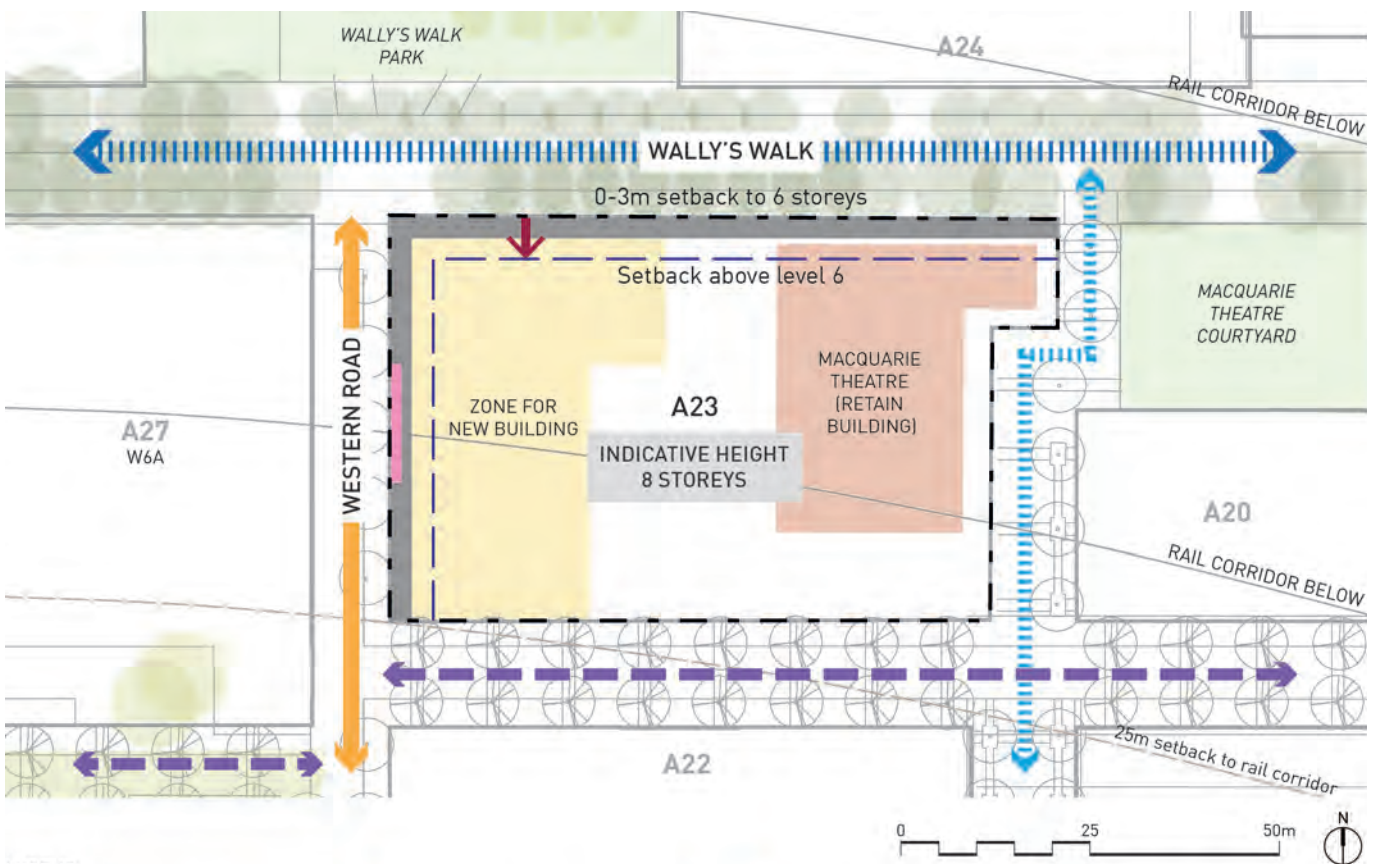 WALLY'S WALK
PARK
A24
RAIL CORRIDOR BELOW
WALLY'S WALK
0-3m setback to 6 storeys
Setback above level 6
MACQUARIE
THEATRE
COURTYARD
WESTERN ROAD
A27
W6A
ZONE FOR
NEW BUILDING
A23
MACQUARIE
THEATRE
(RETAIN
BUILDING)
INDICATIVE HEIGHT
8 STOREYS
A20
RAIL CORRIDOR BELOW
A22
25m setback to rail corridor
0 25 50m
N